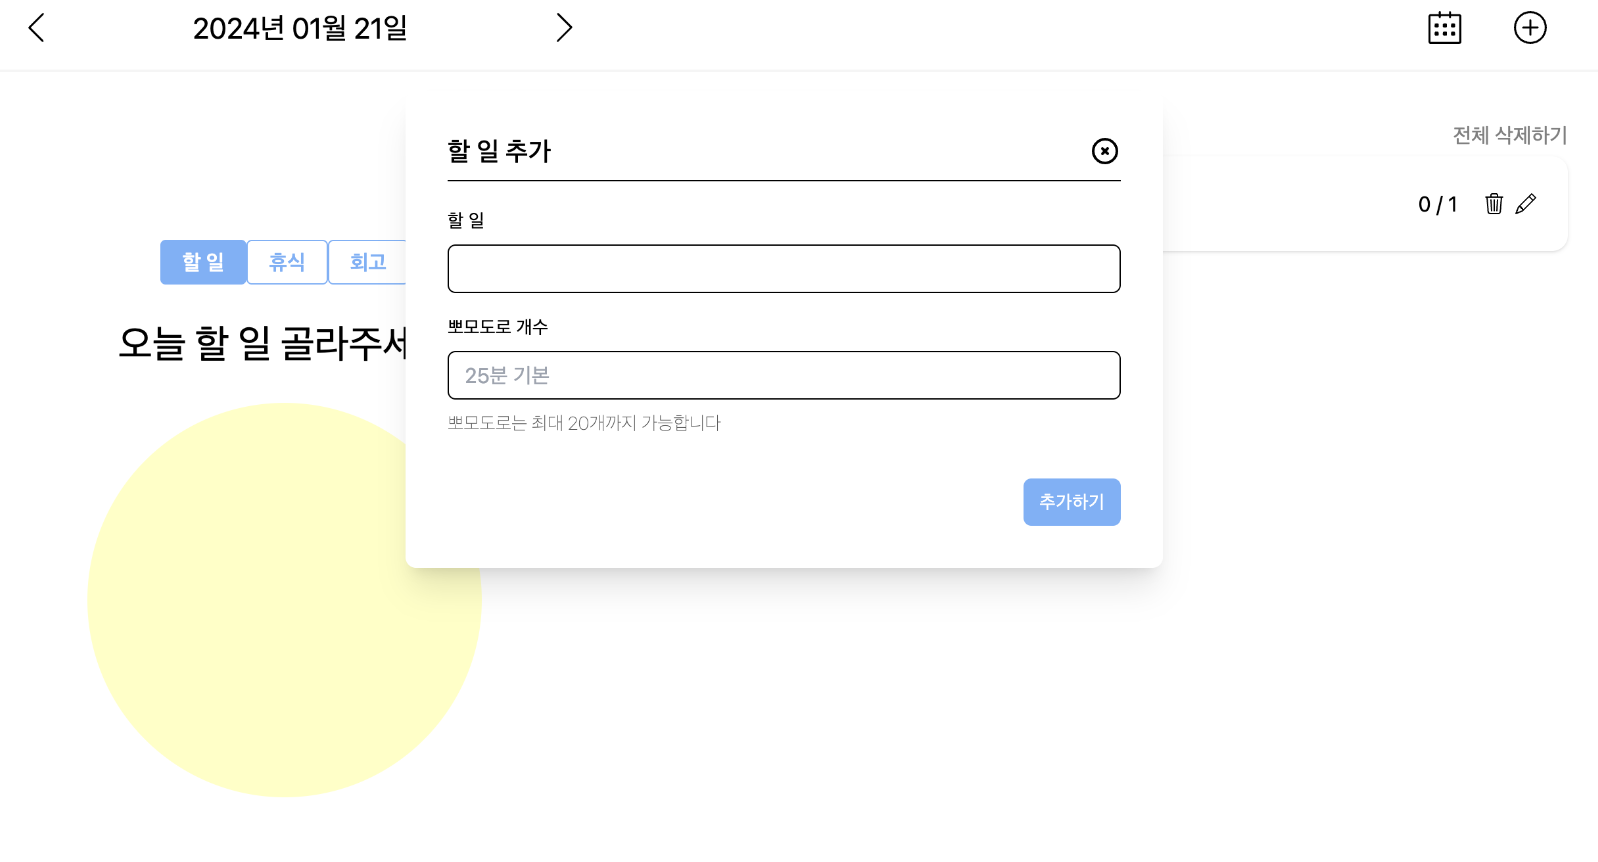 2024년 01월 21일
전체 삭제하기
할 일 추가
0 / 1
할 일
할 일 휴식 회고
오늘 할 일 골라주세
뽀모도로 개수
25분 기본
뽀모도로는 최대 20개까지 가능합니다
추가하기